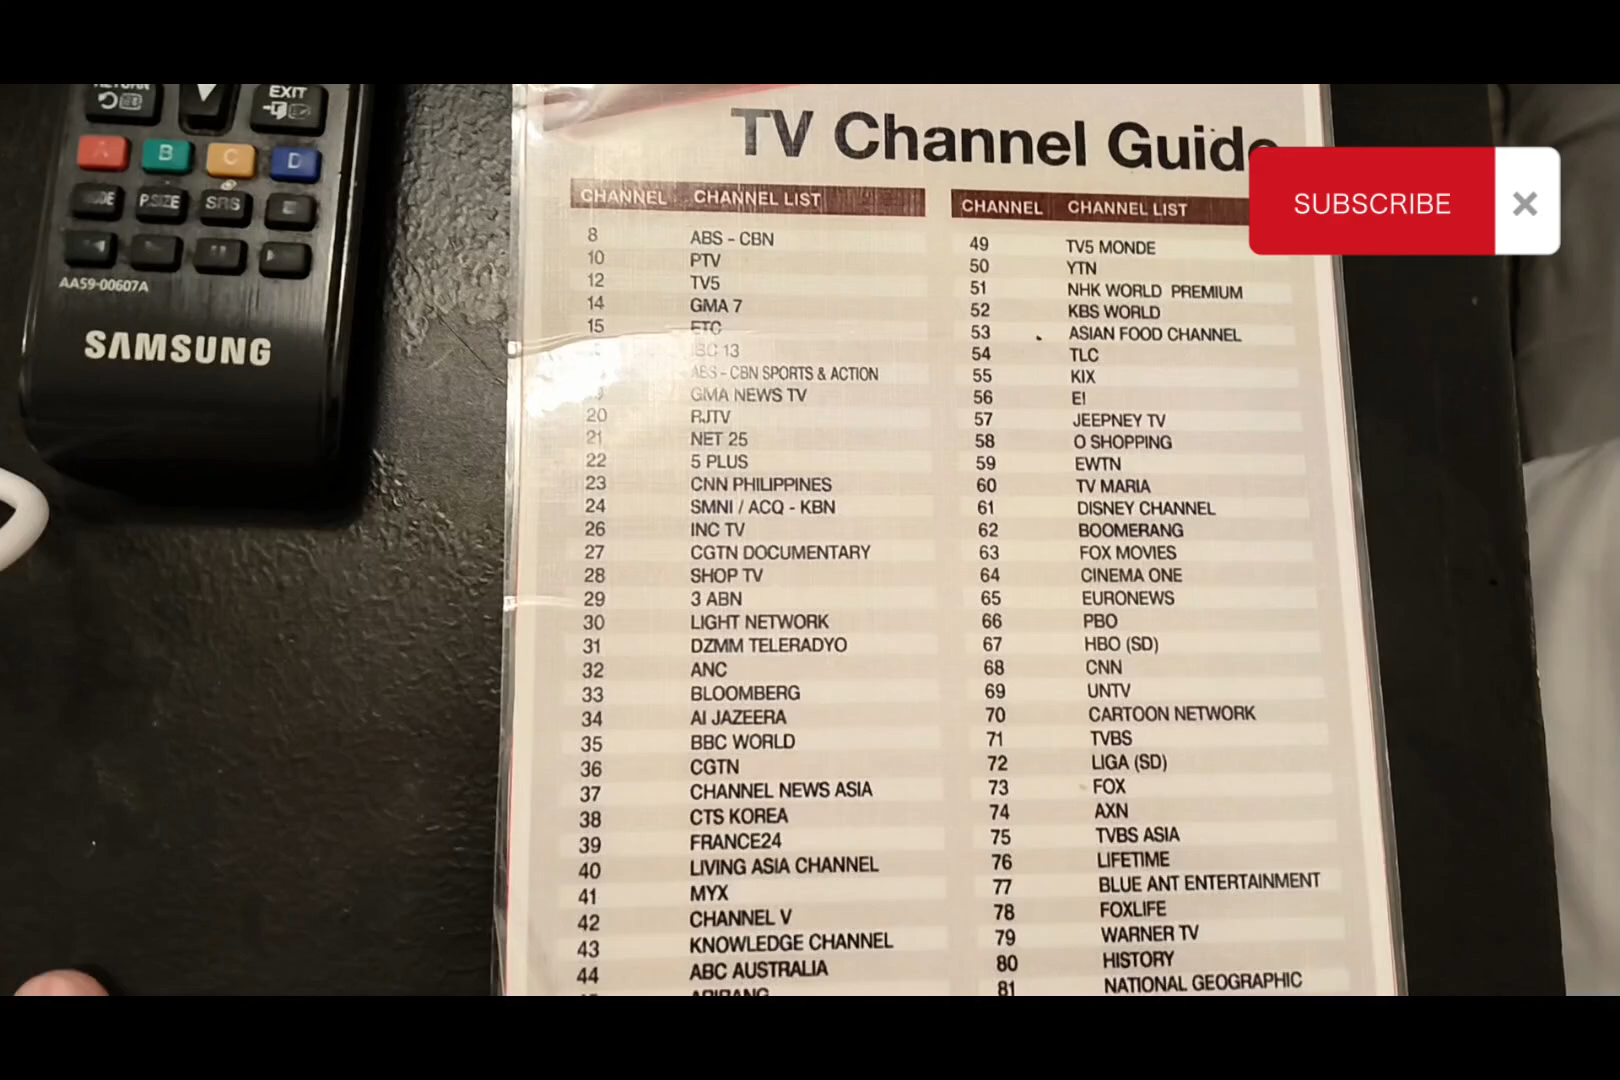 RETURN
EXIT
A B C D
MODE P.SIZE SRS
AA59-00607A
SAMSUNG
TV Channel Guide
SUBSCRIBE ×
CHANNEL CHANNEL LIST
8 ABS - CBN
10 PTV
12 TV5
14 GMA 7
15 ETC
IBC 13
ABS - CBN SPORTS & ACTION
GMA NEWS TV
20 RJTV
21 NET 25
22 5 PLUS
23 CNN PHILIPPINES
24 SMNI / ACQ - KBN
26 INC TV
27 CGTN DOCUMENTARY
28 SHOP TV
29 3 ABN
30 LIGHT NETWORK
31 DZMM TELERADYO
32 ANC
33 BLOOMBERG
34 AI JAZEERA
35 BBC WORLD
36 CGTN
37 CHANNEL NEWS ASIA
38 CTS KOREA
39 FRANCE24
40 LIVING ASIA CHANNEL
41 MYX
42 CHANNEL V
43 KNOWLEDGE CHANNEL
44 ABC AUSTRALIA
CHANNEL CHANNEL LIST
49 TV5 MONDE
50 YTN
51 NHK WORLD PREMIUM
52 KBS WORLD
53 ASIAN FOOD CHANNEL
54 TLC
55 KIX
56 E!
57 JEEPNEY TV
58 O SHOPPING
59 EWTN
60 TV MARIA
61 DISNEY CHANNEL
62 BOOMERANG
63 FOX MOVIES
64 CINEMA ONE
65 EURONEWS
66 PBO
67 HBO (SD)
68 CNN
69 UNTV
70 CARTOON NETWORK
71 TVBS
72 LIGA (SD)
73 FOX
74 AXN
75 TVBS ASIA
76 LIFETIME
77 BLUE ANT ENTERTAINMENT
78 FOXLIFE
79 WARNER TV
80 HISTORY
81 NATIONAL GEOGRAPHIC